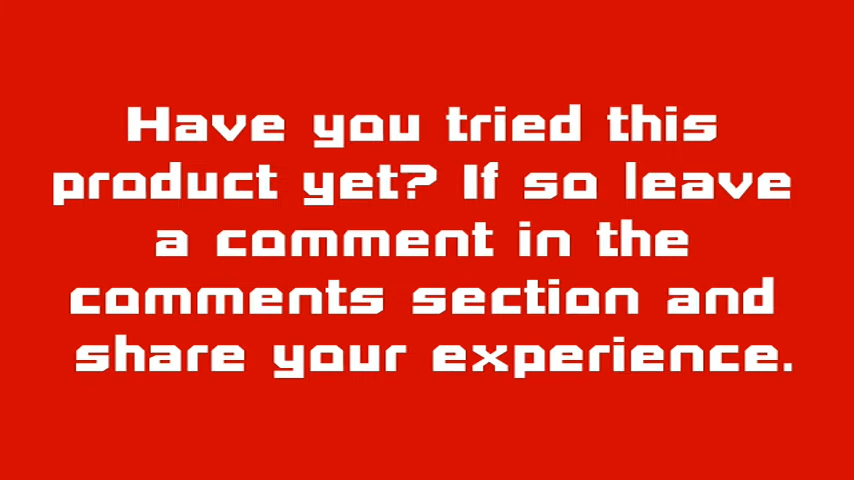 Have you tried this
product yet? If so leave
a comment in the
comments section and
share your experience.